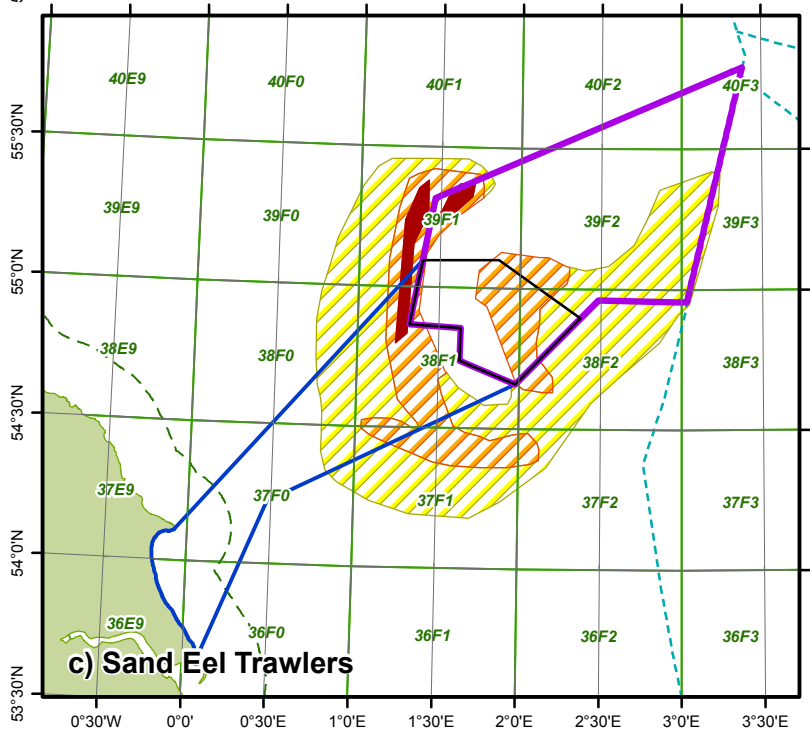 40E9 40F0 40F1 40F2 40F3
55°30'N
39E9 39F0 39F1 39F2 39F3
55°0'N
38E9 38F0 38F1 38F2 38F3
54°30'N
37E9 37F0 37F1 37F2 37F3
54°0'N
36E9 36F0 36F1 36F2 36F3
c) Sand Eel Trawlers
53°30'N
0°30'W 0°0' 0°30'E 1°0'E 1°30'E 2°0'E 2°30'E 3°0'E 3°30'E